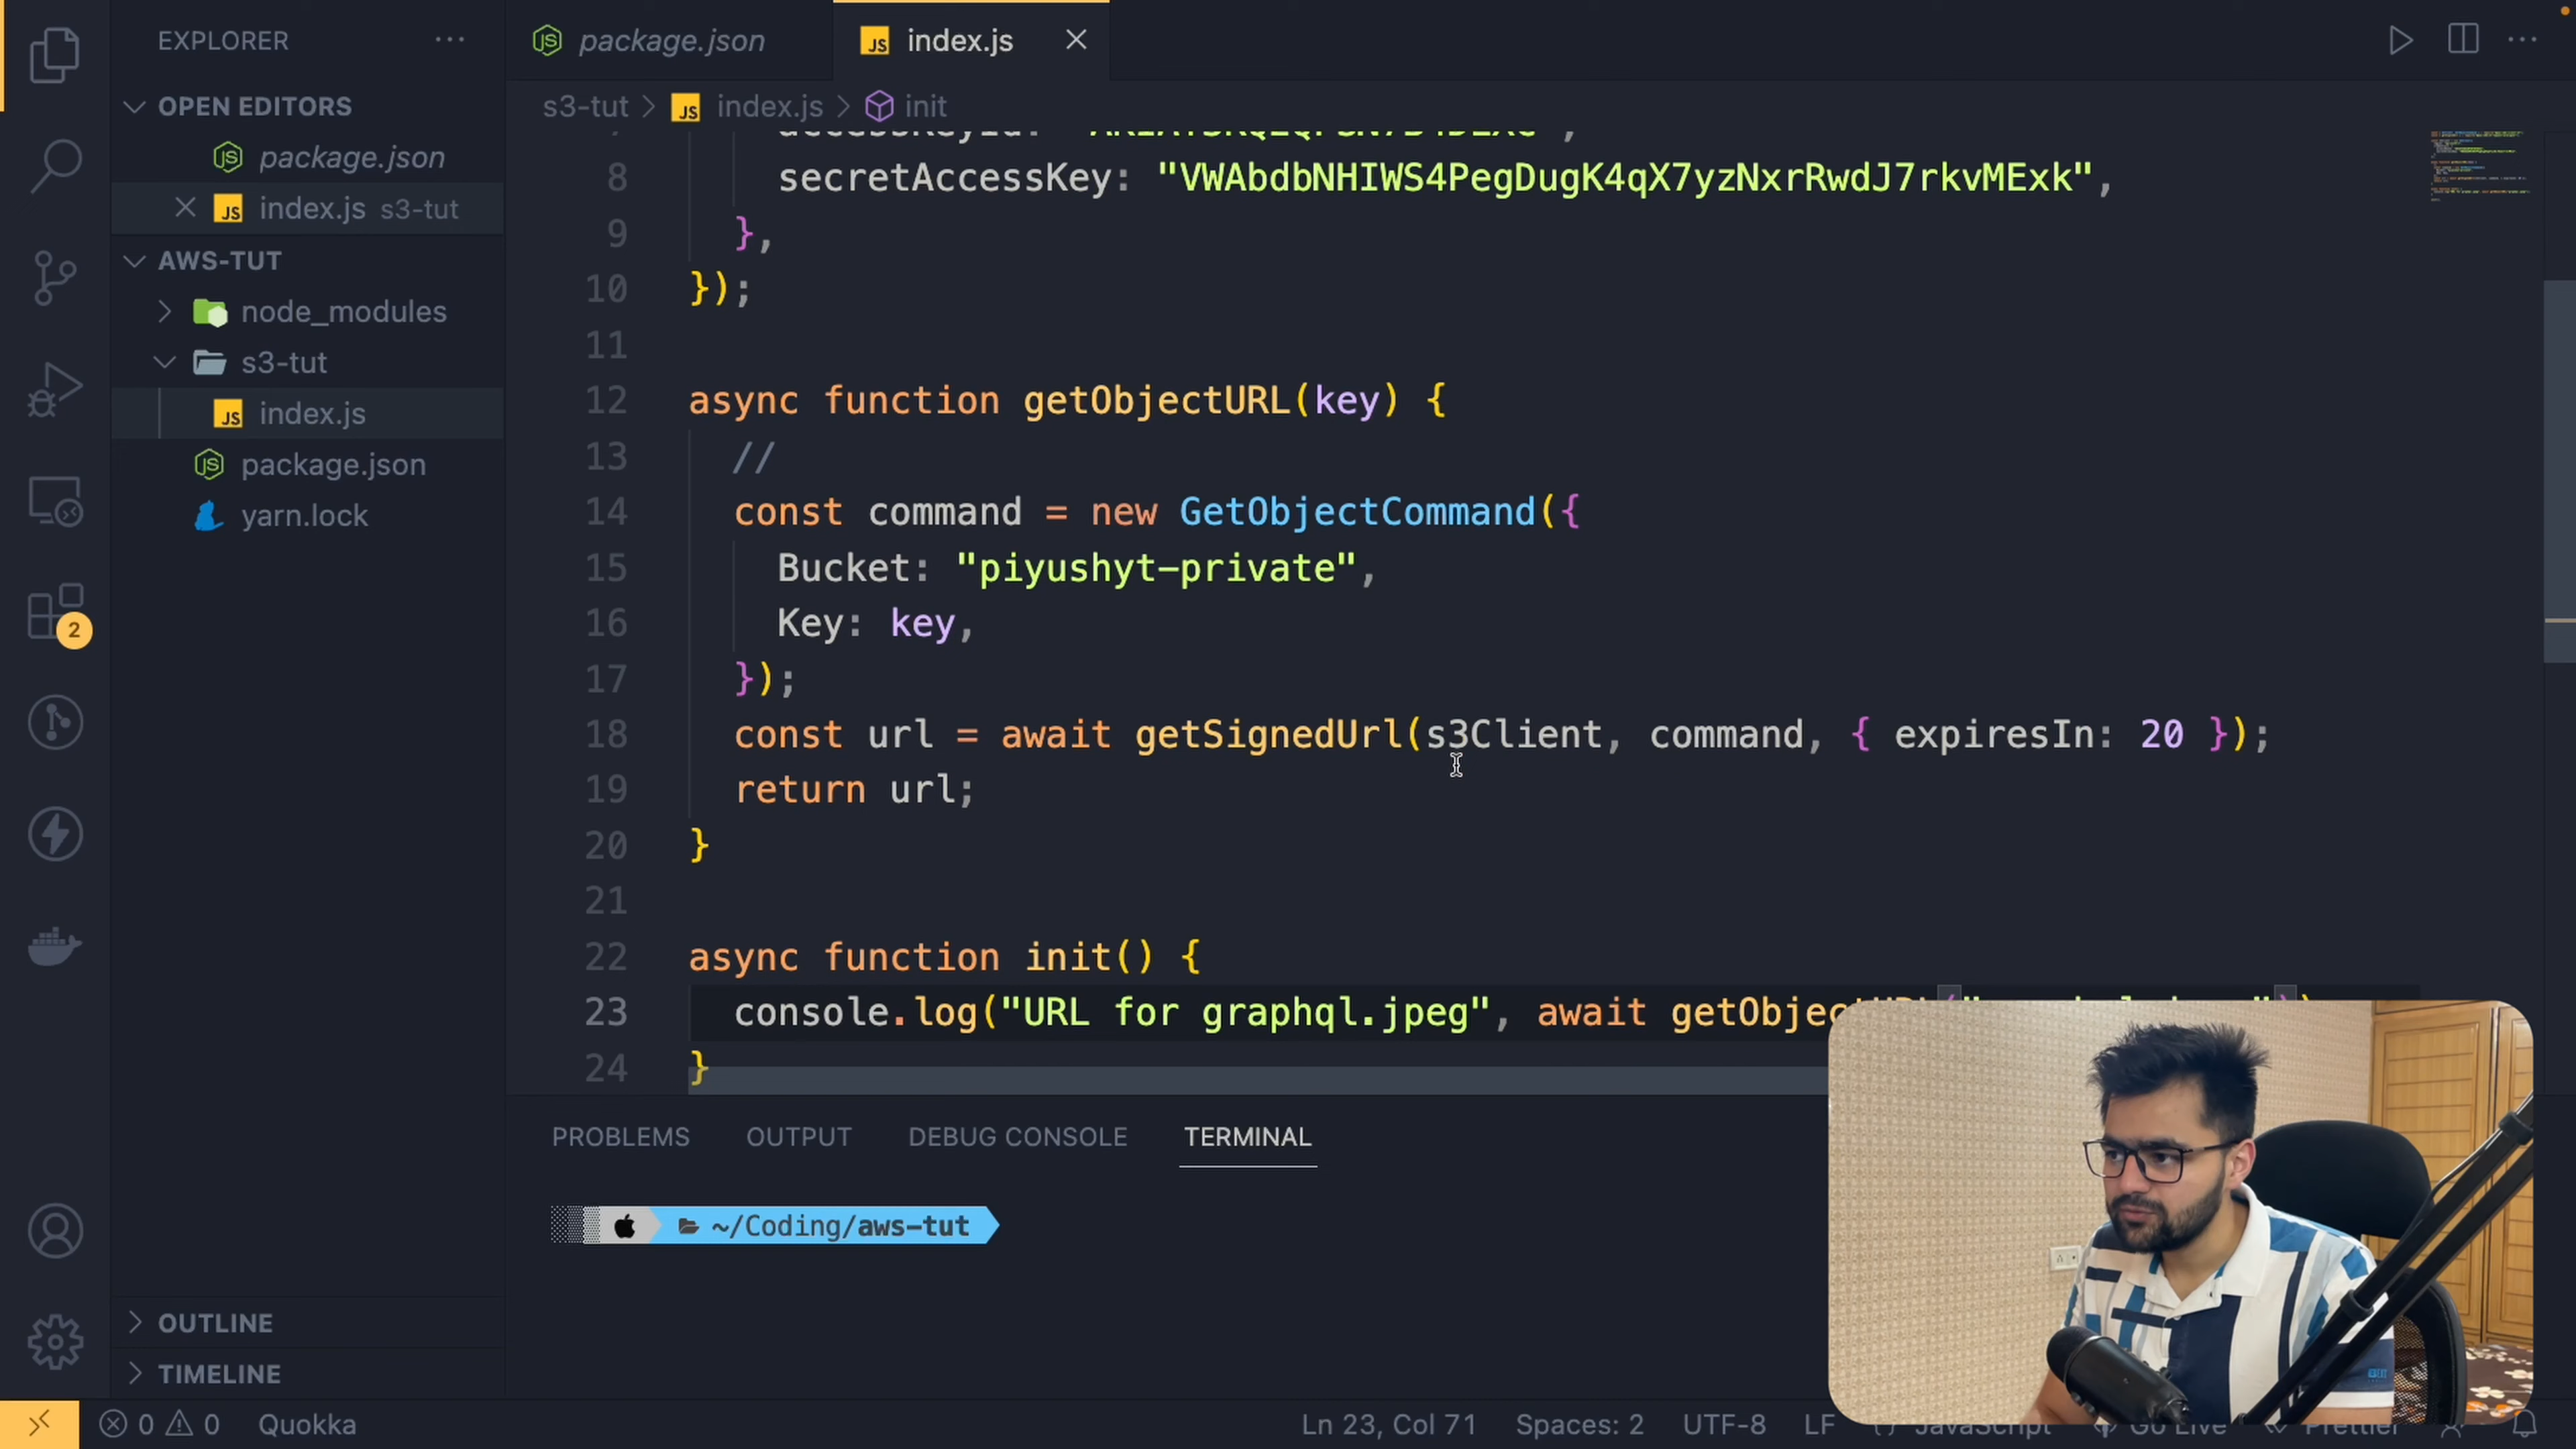 EXPLORER
OPEN EDITORS
package.json
index.js s3-tut
AWS-TUT
node_modules
s3-tut
index.js
package.json
yarn.lock
2
OUTLINE
TIMELINE
package.json
index.js
s3-tut > index.js > init
accessKeyId:
8 secretAccessKey: "VWAbdbNHIWS4PegDugK4qX7yzNxrRwdJ7rkvMExk",
9 },
10 });
11
12 async function getObjectURL(key) {
13 //
14 const command = new GetObjectCommand({
15 Bucket: "piyushyt-private",
16 Key: key,
17 });
18 const url = await getSignedUrl(s3Client, command, { expiresIn: 20 });
19 return url;
20 }
21
22 async function init() {
23 console.log("URL for graphql.jpeg", await
24 }
PROBLEMS OUTPUT DEBUG CONSOLE TERMINAL
~/Coding/aws-tut
0 0 Quokka Ln 23, Col 71 Spaces: 2 UTF-8 LF JavaScript Go Live Prettier